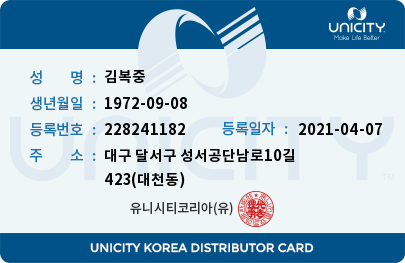 UNICITY
Make Life Better
성 명 : 김복중
생년월일 : 1972-09-08
등록번호 : 228241182 등록일자 : 2021-04-07
주 소 : 대구 달서구 성서공단남로10길
423(대천동)
UNICITY
TM
유니시티코리아(유)
UNICITY KOREA DISTRIBUTOR CARD